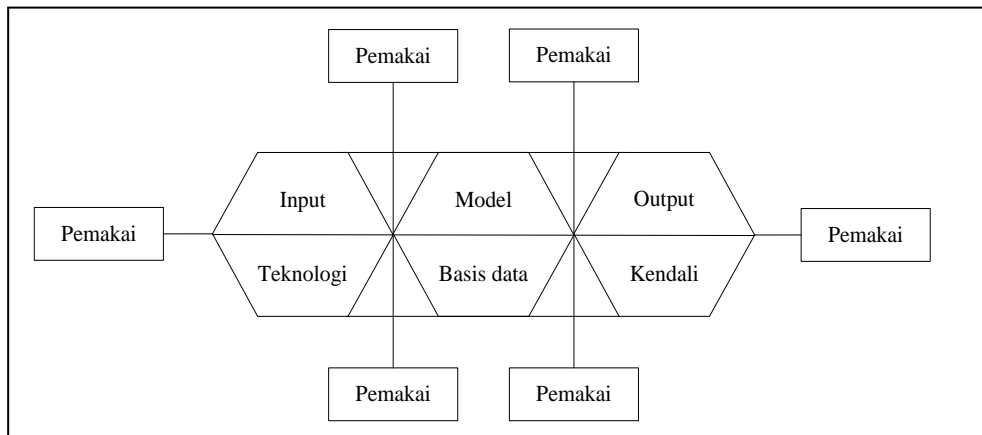 Pemakai Pemakai
Input Model Output
Pemakai Pemakai
Teknologi Basis data Kendali
Pemakai Pemakai